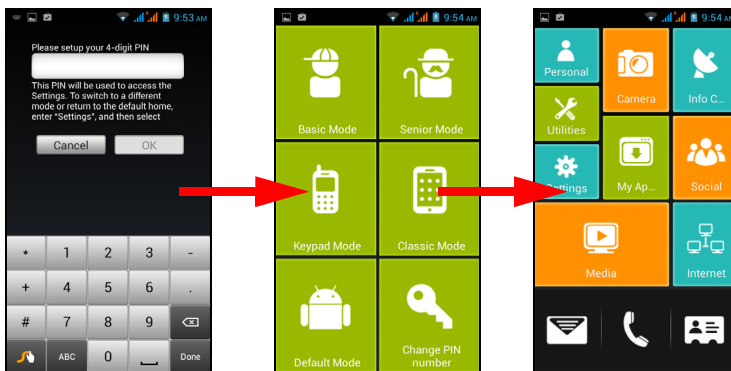 9:53 AM
Please setup your 4-digit PIN
This PIN will be used to access the
Settings. To switch to a different
mode or return to the default home,
enter "Settings", and then select
Cancel
OK
* 1 2 3 -
+ 4 5 6 .
# 7 8 9
ABC 0 Done
9:54 AM
Basic Mode
Senior Mode
Keypad Mode
Classic Mode
Default Mode
Change PIN
number
9:54 AM
Personal
Camera
Info C...
Utilities
Settings
My Ap...
Social
Media
Internet